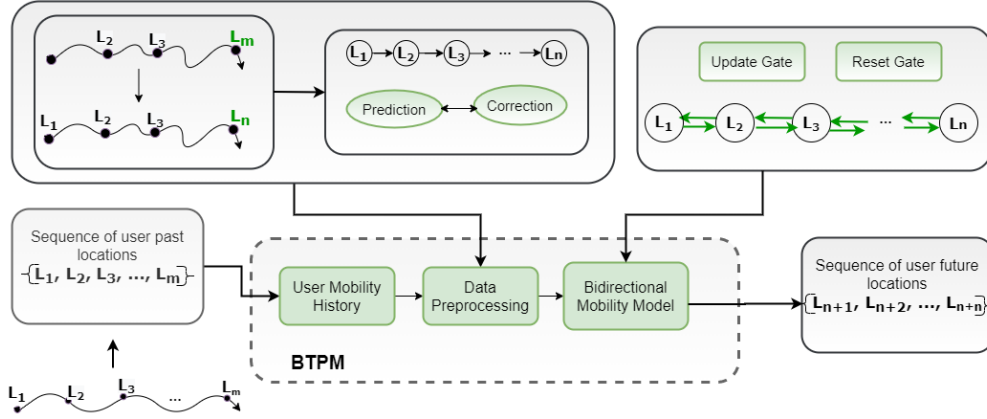 L2 L3 Lm
L1 L2 L3 Ln
L1 L2 L3 ... Ln
Prediction
Correction
Update Gate
Reset Gate
L1 L2 L3 ... Ln
Sequence of user past
locations
{L1, L2, L3, ..., Lm}
User Mobility
History
Data
Preprocessing
Bidirectional
Mobility Model
BTPM
Sequence of user future
locations
{Ln+1, Ln+2, ..., Ln+n}
L1 L2 L3 ... Lm